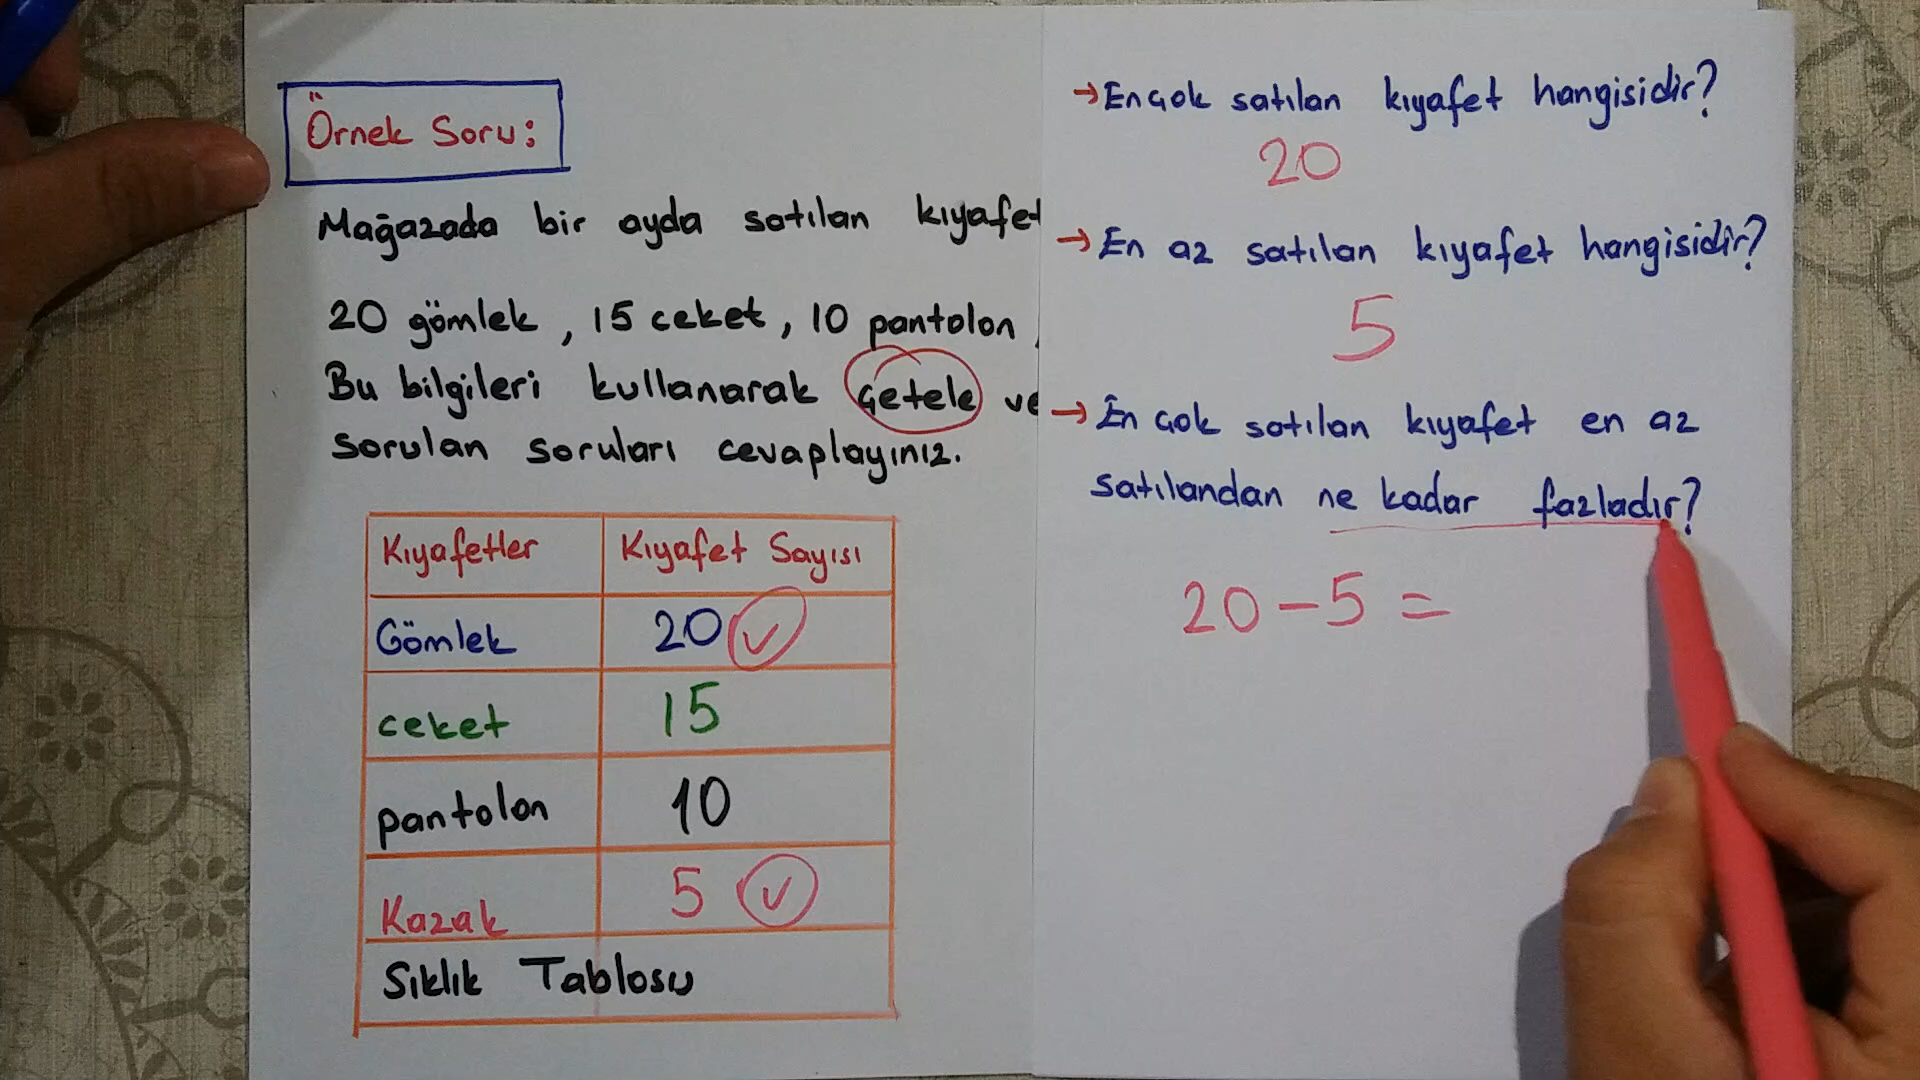 Örnek Soru:
Mağazada bir ayda satılan kıyafet
20 gömlek, 15 ceket, 10 pantolon
Bu bilgileri kullanarak çetele ve
sorulan soruları cevaplayınız.
Kıyafetler Kıyafet Sayısı
Gömlek 20
ceket 15
pantolon 10
Kazak 5
Sıklık Tablosu
→ En çok satılan kıyafet hangisidir?
20
→ En az satılan kıyafet hangisidir?
5
→ En çok satılan kıyafet en az
satılandan ne kadar fazladır?
20-5=